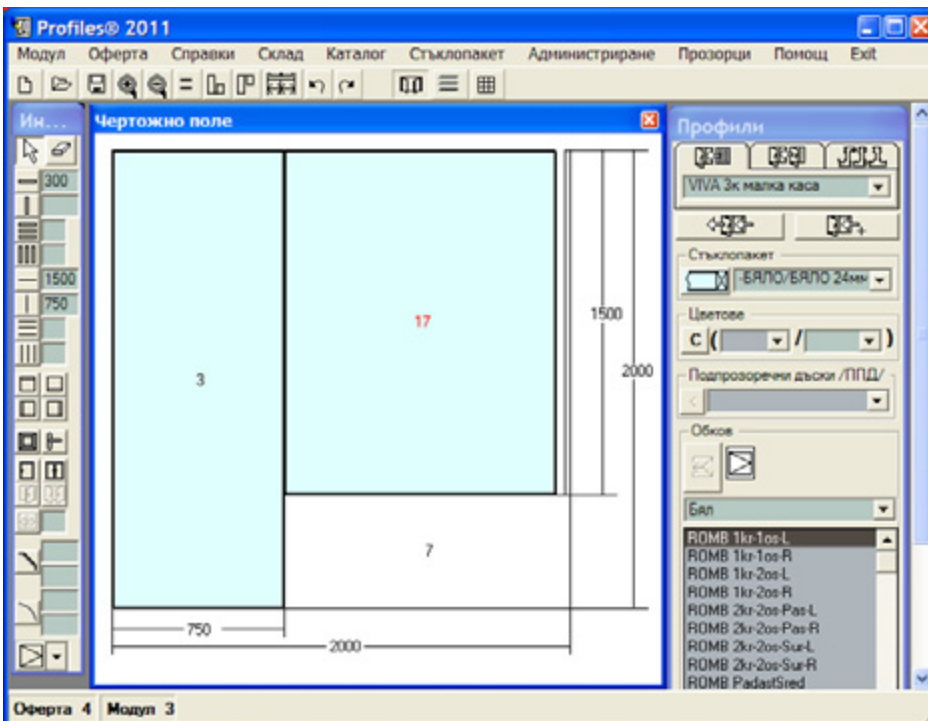 Profiles® 2011
Модул Оферта Справки Склад Каталог Стъклопакет Администриране Прозорци Помощ Exit
Ин...
300
1500
750
Чертожно поле
3
17
7
1500
2000
750
2000
Профили
VIVA 3к малка каса
Стъклопакет
-БЯЛО/БЯЛО 24мм
Цветове
C ( / )
Подпрозоречни дъски /ППД/
<
Обков
Бял
ROMB 1kr-1os-L
ROMB 1kr-1os-R
ROMB 1kr-2os-L
ROMB 1kr-2os-R
ROMB 2kr-2os-Pas-L
ROMB 2kr-2os-Pas-R
ROMB 2kr-2os-Sur-L
ROMB 2kr-2os-Sur-R
ROMB PadastSred
Оферта 4 Модул 3